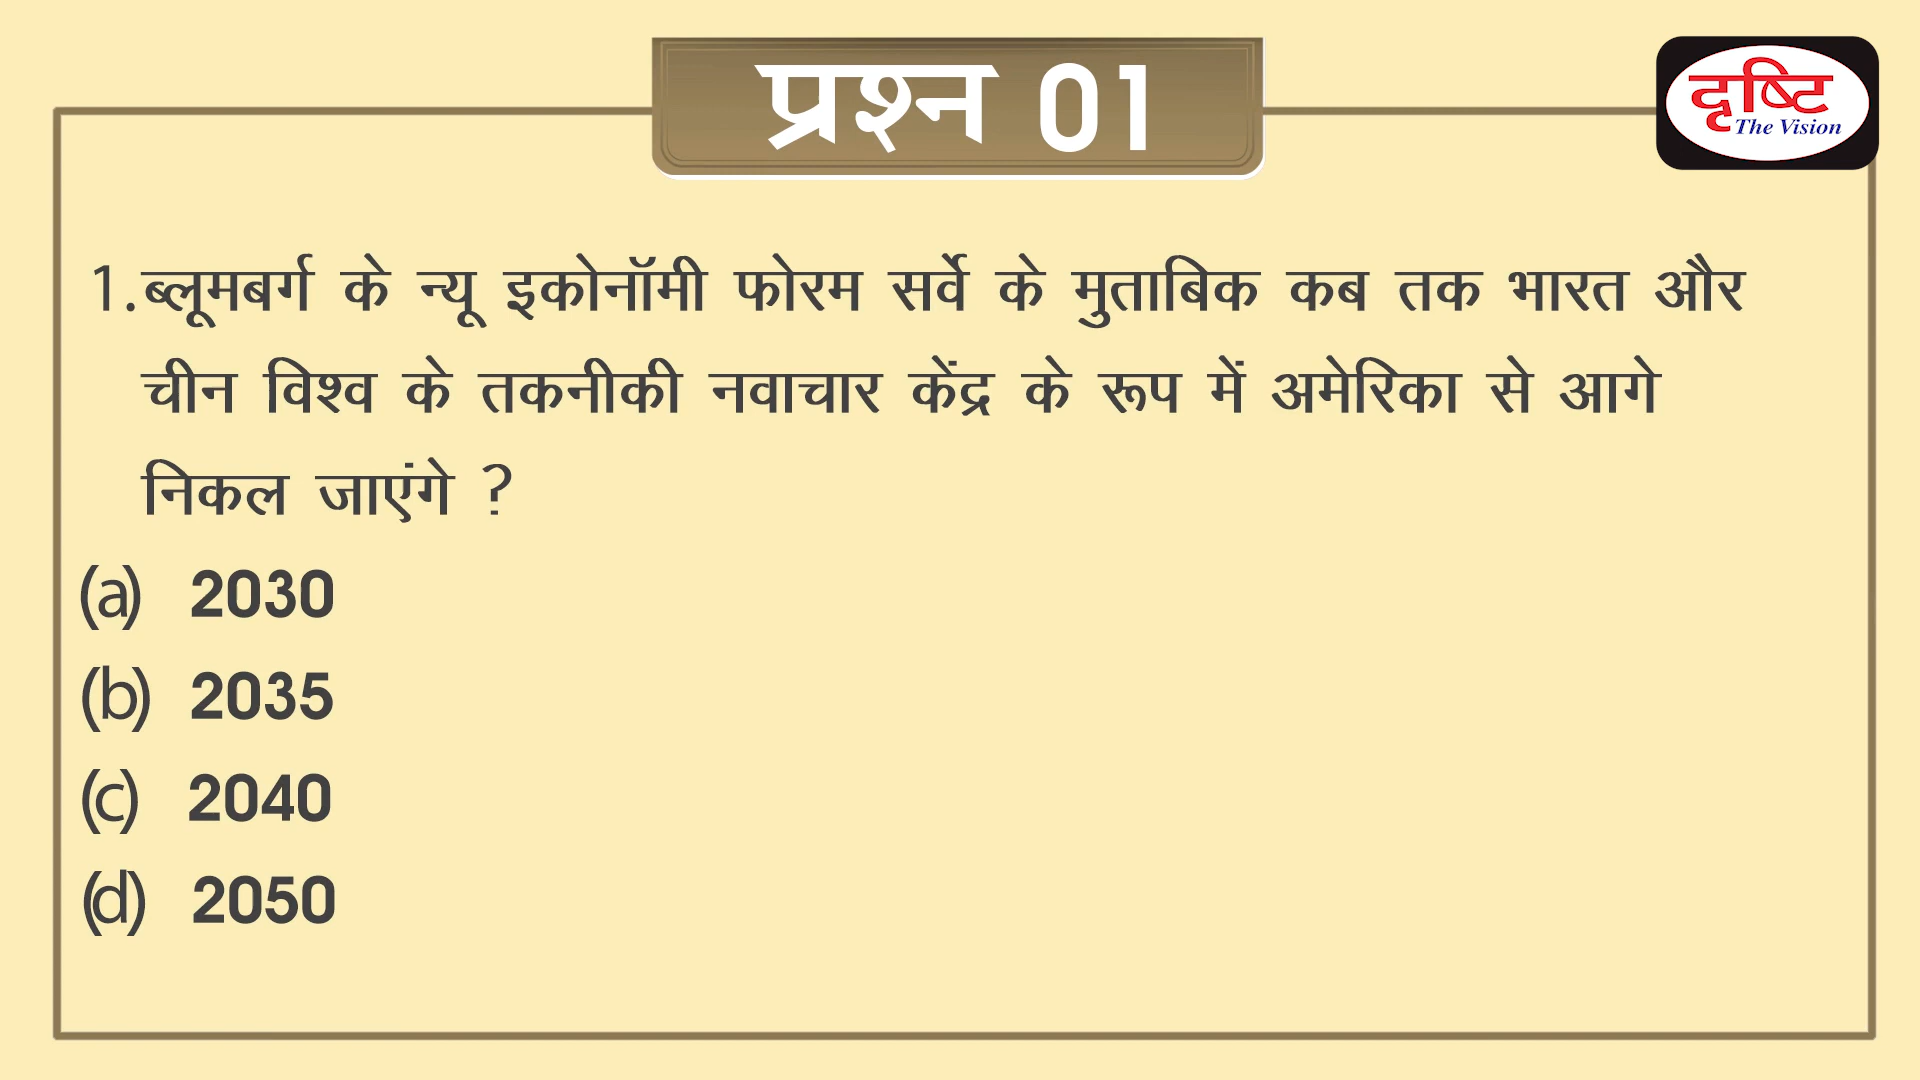 प्रश्न 01
दृष्टि
The Vision
1. ब्लूमबर्ग के न्यू इकोनॉमी फोरम सर्वे के मुताबिक कब तक भारत और
चीन विश्व के तकनीकी नवाचार केंद्र के रूप में अमेरिका से आगे
निकल जाएंगे ?
(a) 2030
(b) 2035
(c) 2040
(d) 2050